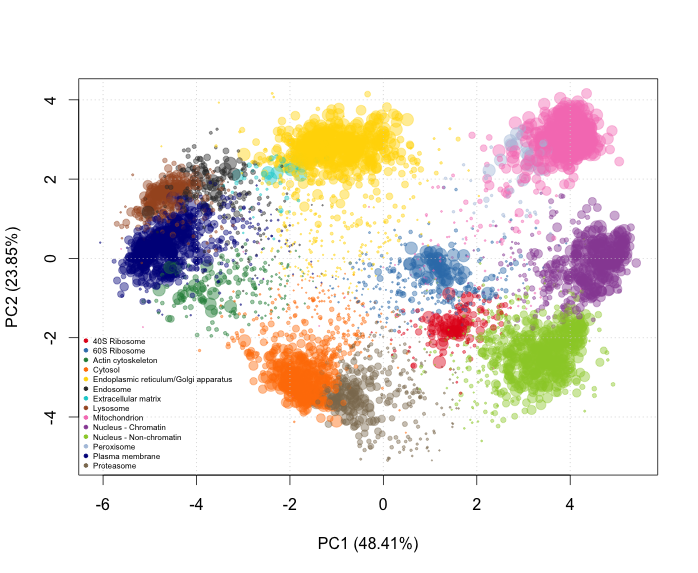 4
2
0
-2
-4
PC2 (23.85%)
40S Ribosome
60S Ribosome
Actin cytoskeleton
Cytosol
Endoplasmic reticulum/Golgi apparatus
Endosome
Extracellular matrix
Lysosome
Mitochondrion
Nucleus - Chromatin
Nucleus - Non-chromatin
Peroxisome
Plasma membrane
Proteasome
-6 -4 -2 0 2 4
PC1 (48.41%)